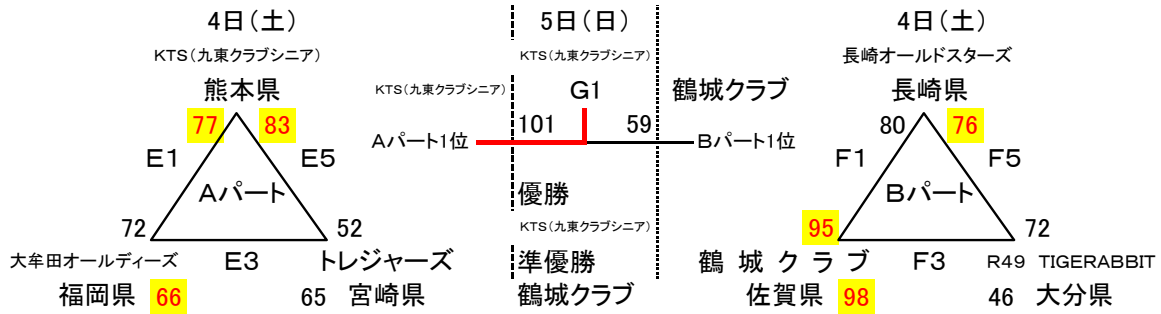 4日(土) 5日(日) 4日(土)
KTS(九東クラブシニア) KTS(九東クラブシニア) 長崎オールドスターズ
熊本県 KTS(九東クラブシニア) G1 鶴城クラブ 長崎県
77 83 101 59 80 76
E1 E5 Aパート1位 Bパート1位 F1 F5
Aパート 優勝 Bパート
72 52 KTS(九東クラブシニア) 95 72
大牟田オールディーズ E3 トレジャーズ 準優勝 鶴城クラブ F3 R49 TIGERABBIT
福岡県 66 65 宮崎県 鶴城クラブ 佐賀県 98 46 大分県